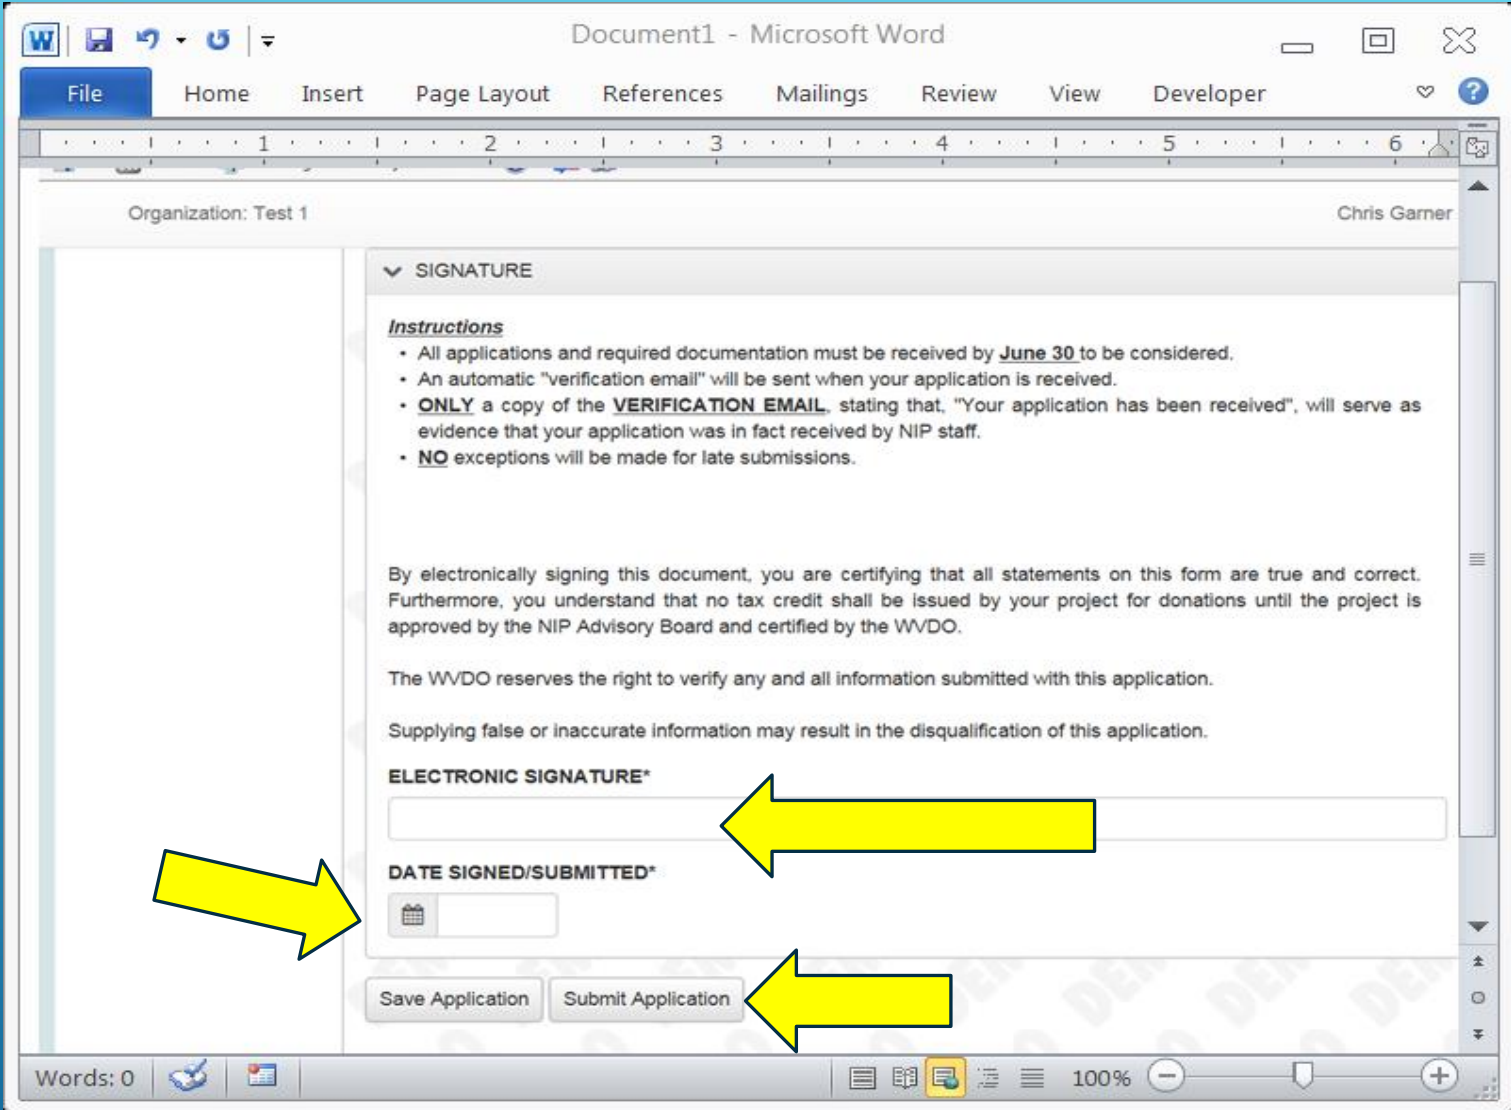 W
Document1 - Microsoft Word
File Home Insert Page Layout References Mailings Review View Developer
1 2 3 4 5 6
Organization: Test 1
Chris Garner
SIGNATURE
Instructions
• All applications and required documentation must be received by June 30 to be considered.
• An automatic "verification email" will be sent when your application is received.
• ONLY a copy of the VERIFICATION EMAIL, stating that, "Your application has been received", will serve as
evidence that your application was in fact received by NIP staff.
• NO exceptions will be made for late submissions.
By electronically signing this document, you are certifying that all statements on this form are true and correct.
Furthermore, you understand that no tax credit shall be issued by your project for donations until the project is
approved by the NIP Advisory Board and certified by the WVDO.
The WVDO reserves the right to verify any and all information submitted with this application.
Supplying false or inaccurate information may result in the disqualification of this application.
ELECTRONIC SIGNATURE*
DATE SIGNED/SUBMITTED*
Save Application Submit Application
Words: 0 100%